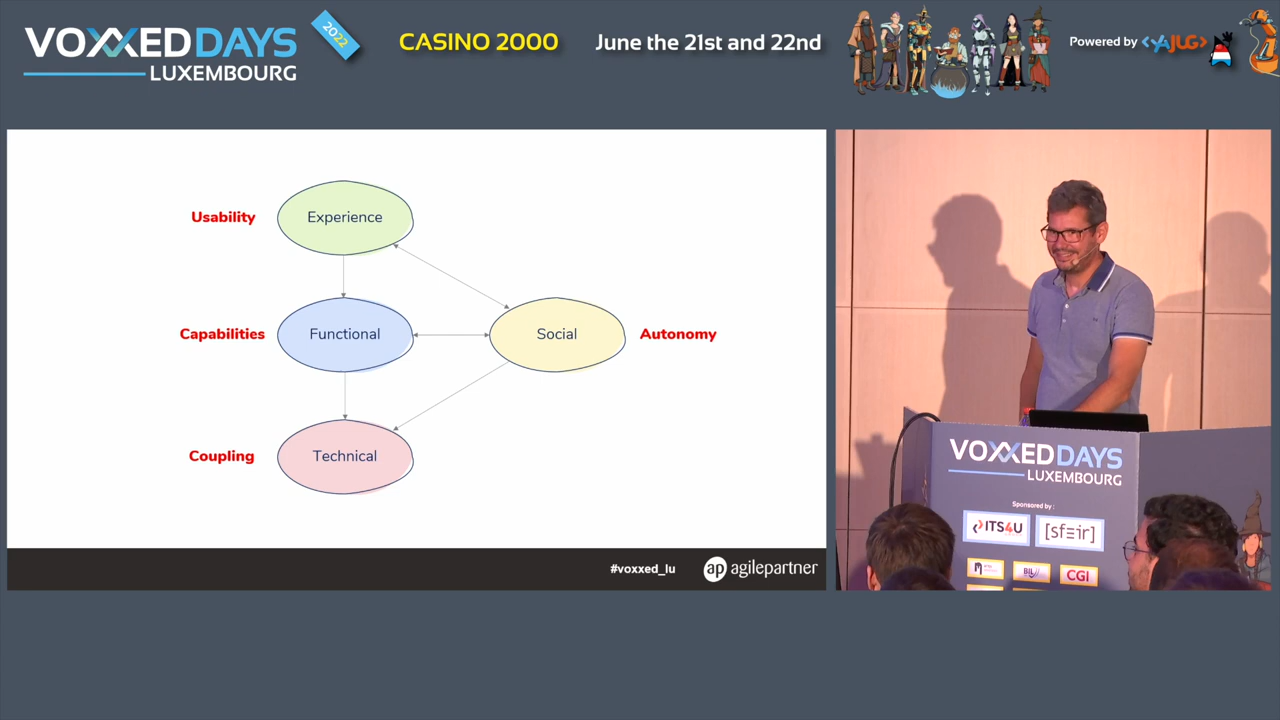 VOXXED DAYS
LUXEMBOURG
2022
CASINO 2000
June the 21st and 22nd
Powered by <YAJUG>
Usability
Experience
Capabilities
Functional
Social
Autonomy
Coupling
Technical
#voxxed_lu
ap agilepartner
VOXXED DAYS
LUXEMBOURG
Sponsored by :
ITS4U
[sfeir]
BIL
CGI